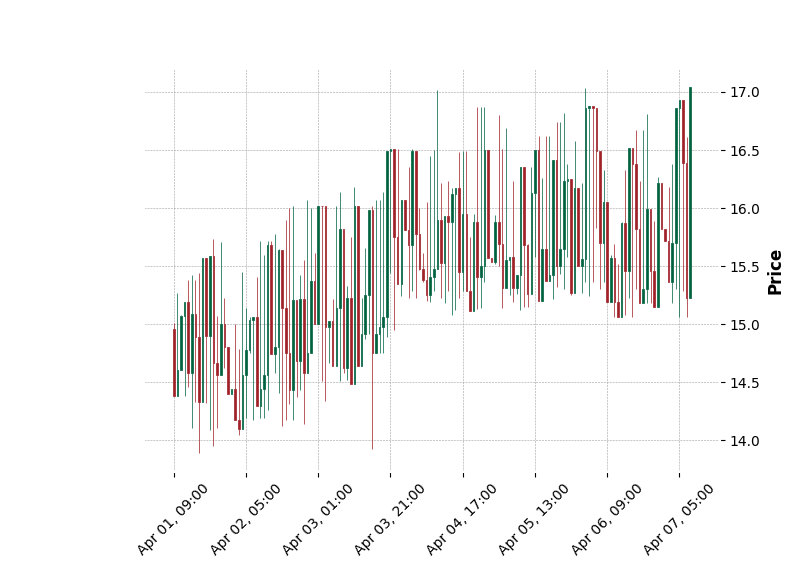 17.0
16.5
16.0
15.5
15.0
14.5
14.0
Price
Apr 01, 09:00
Apr 02, 05:00
Apr 03, 01:00
Apr 03, 21:00
Apr 04, 17:00
Apr 05, 13:00
Apr 06, 09:00
Apr 07, 05:00